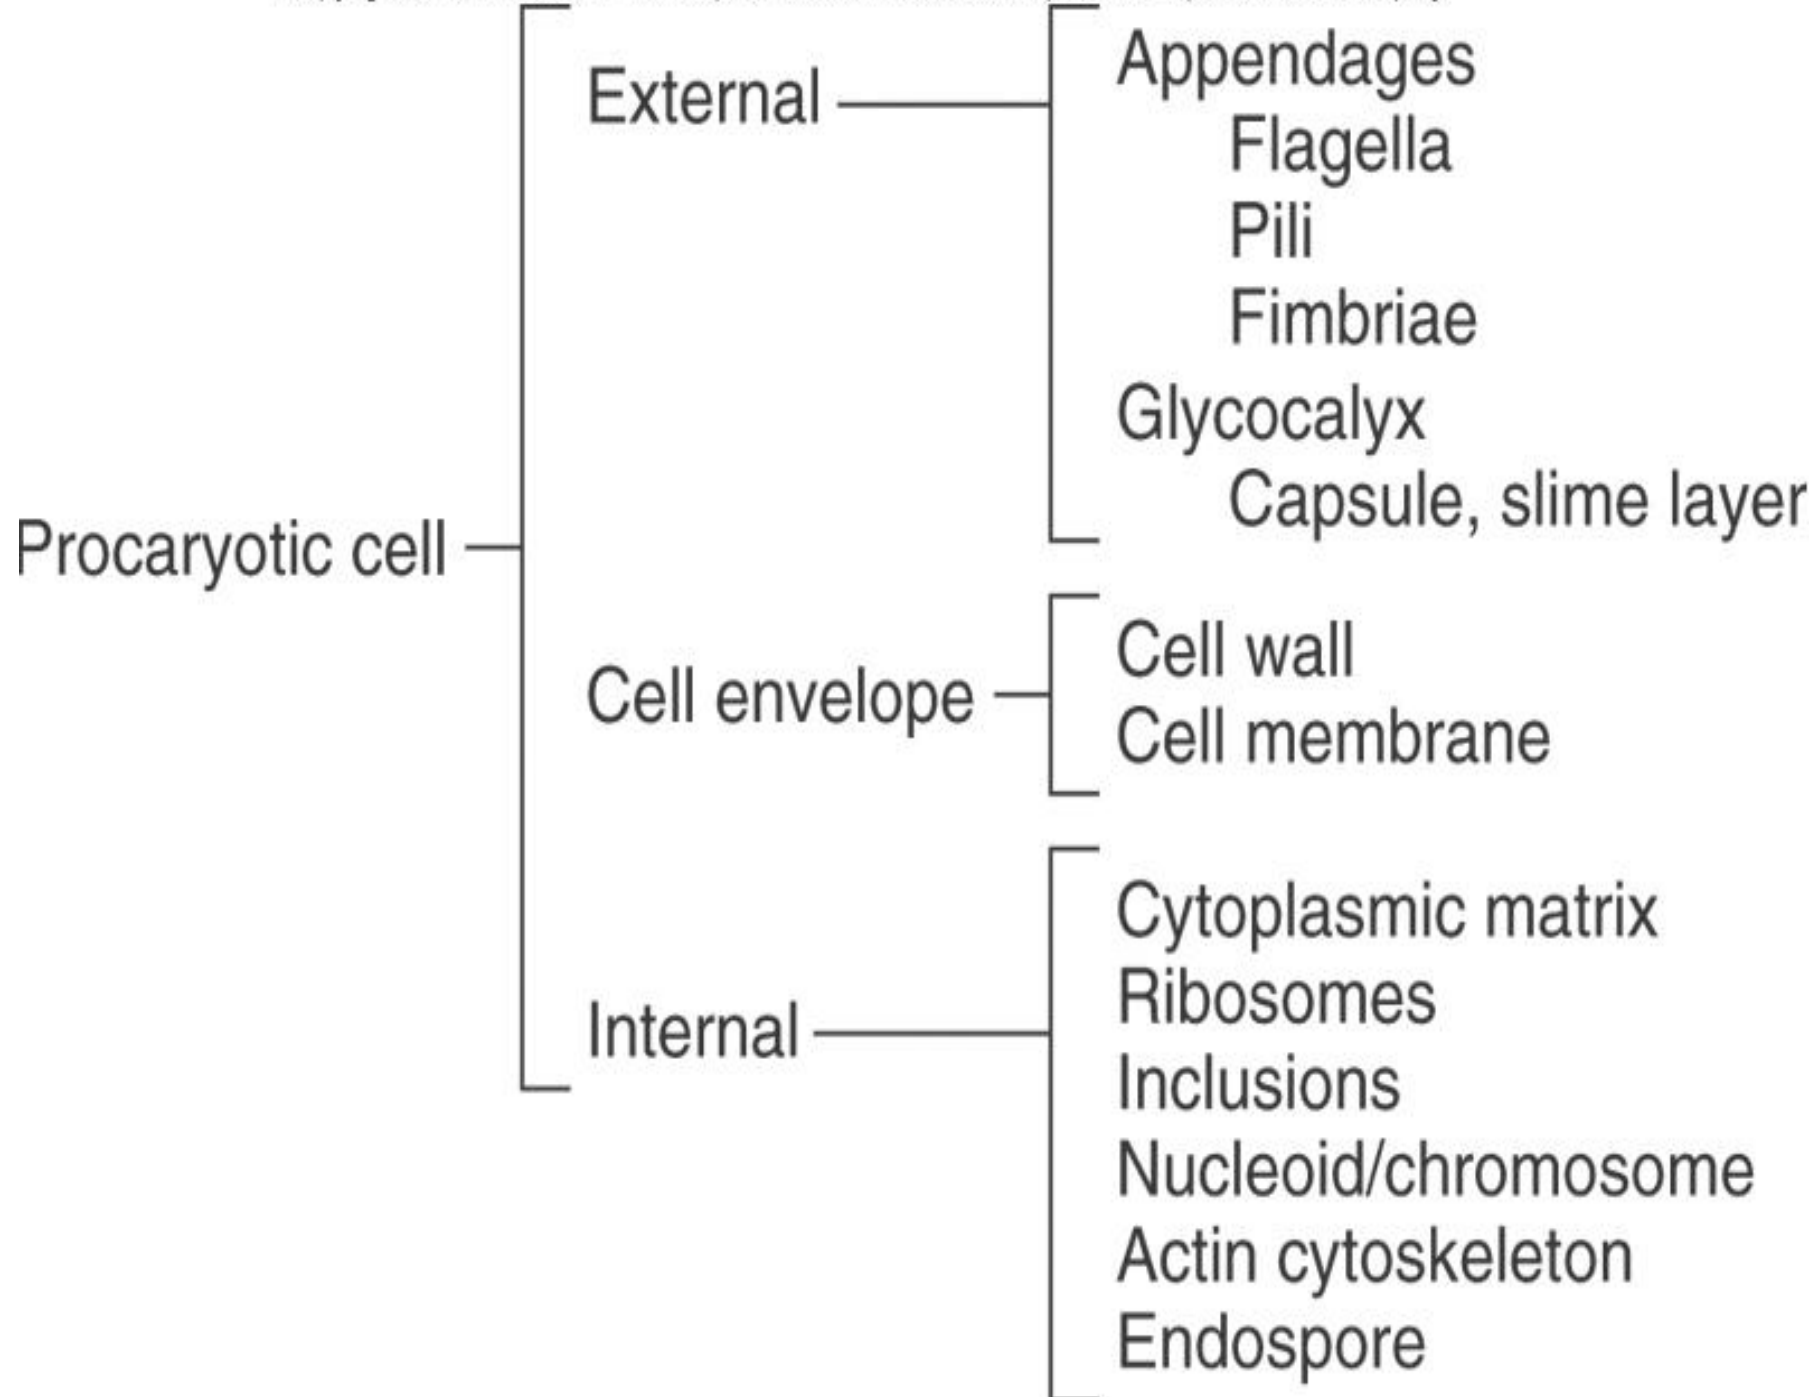 External
Appendages
Flagella
Pili
Fimbriae
Glycocalyx
Capsule, slime layer
Procaryotic cell
Cell envelope
Cell wall
Cell membrane
Internal
Cytoplasmic matrix
Ribosomes
Inclusions
Nucleoid/chromosome
Actin cytoskeleton
Endospore